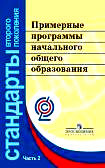 стандарты
второго поколения
Примерные
программы
начального
общего
образования
Часть 2